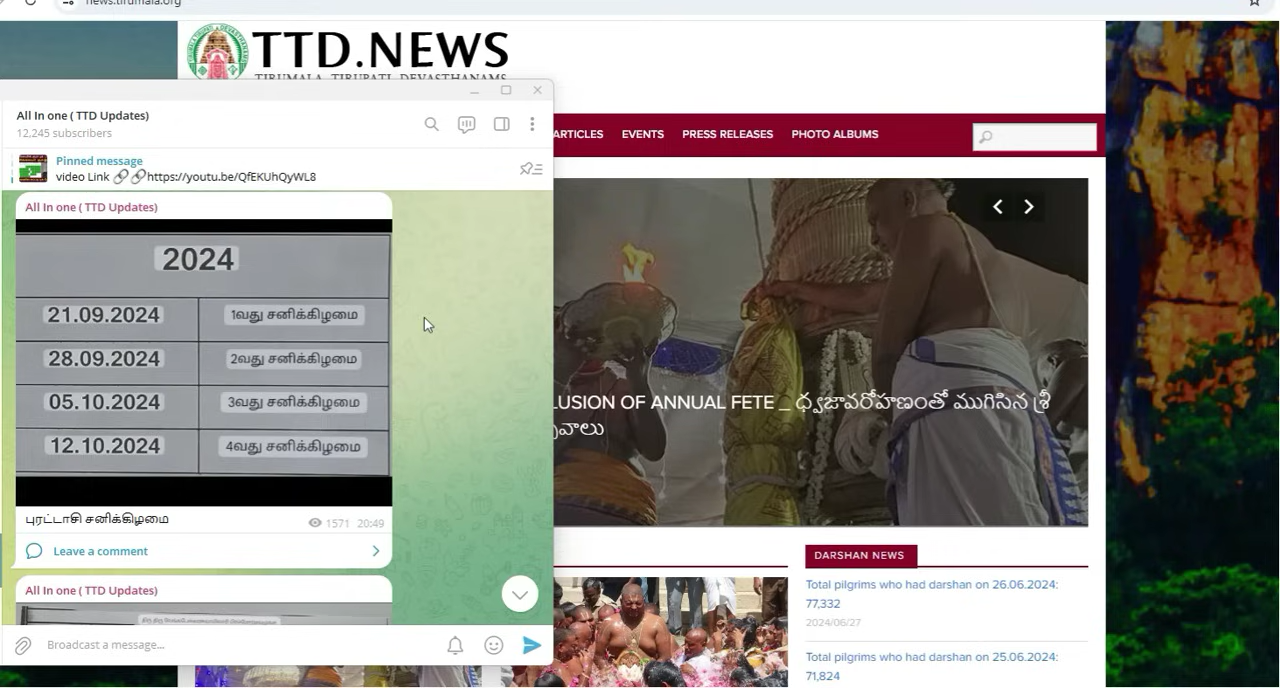 news.tirumala.org
TTD.NEWS
TIRUMALA TIRUPATI DEVASTHANAMS
ARTICLES EVENTS PRESS RELEASES PHOTO ALBUMS
All In one ( TTD Updates)
12,245 subscribers
Pinned message
video Link 🔗🔗https://youtu.be/QfEKUhQyWL8
All In one ( TTD Updates)
2024
21.09.2024 1வது சனிக்கிழமை
28.09.2024 2வது சனிக்கிழமை
05.10.2024 3வது சனிக்கிழமை
12.10.2024 4வது சனிக்கிழமை
புரட்டாசி சனிக்கிழமை
1571 20:49
Leave a comment
All In one ( TTD Updates)
Broadcast a message...
LUSION OF ANNUAL FETE _ ధ్వజావరోహణంతో ముగిసిన శ్రీ
వాలు
DARSHAN NEWS
Total pilgrims who had darshan on 26.06.2024:
77,332
2024/06/27
Total pilgrims who had darshan on 25.06.2024:
71,824